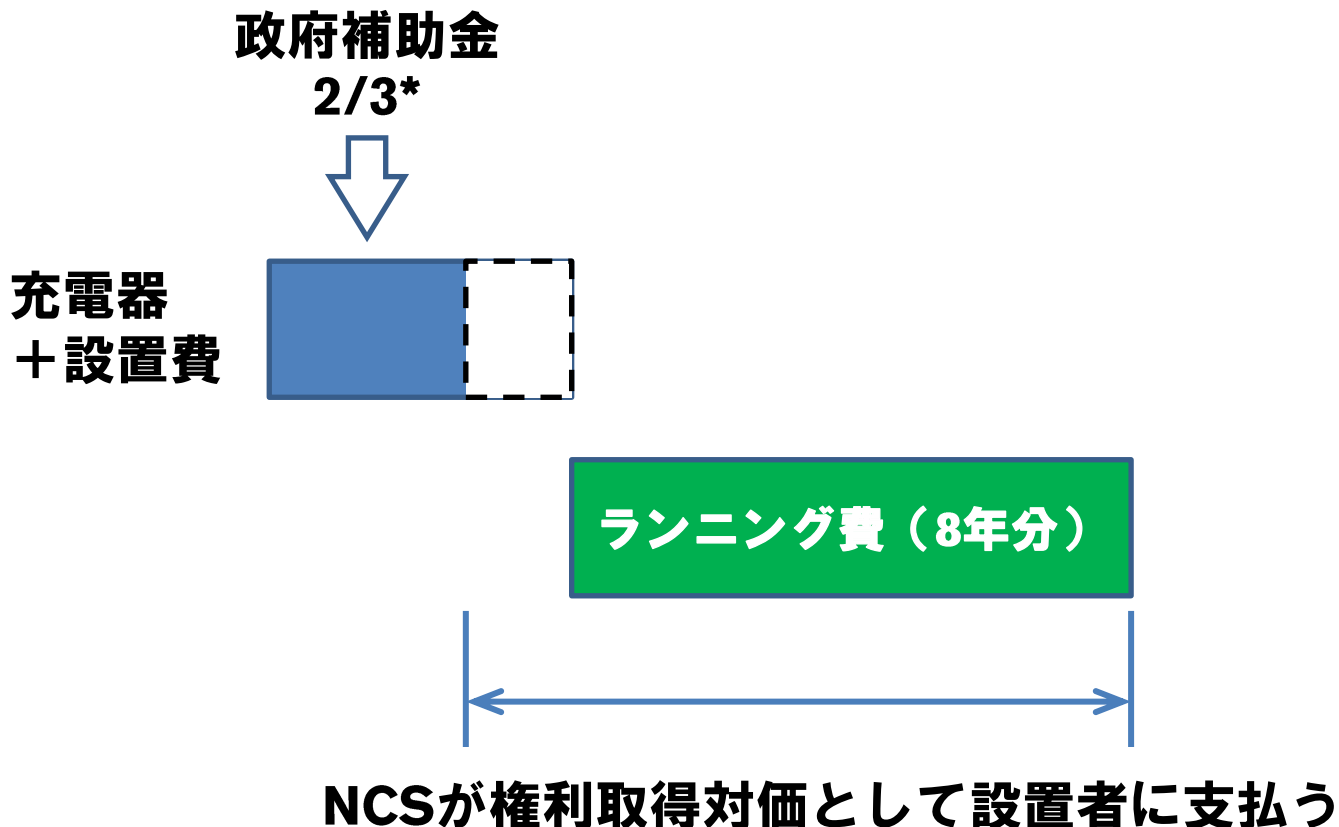 政府補助金
2/3*
充電器
＋設置費
ランニング費（8年分）
NCSが権利取得対価として設置者に支払う